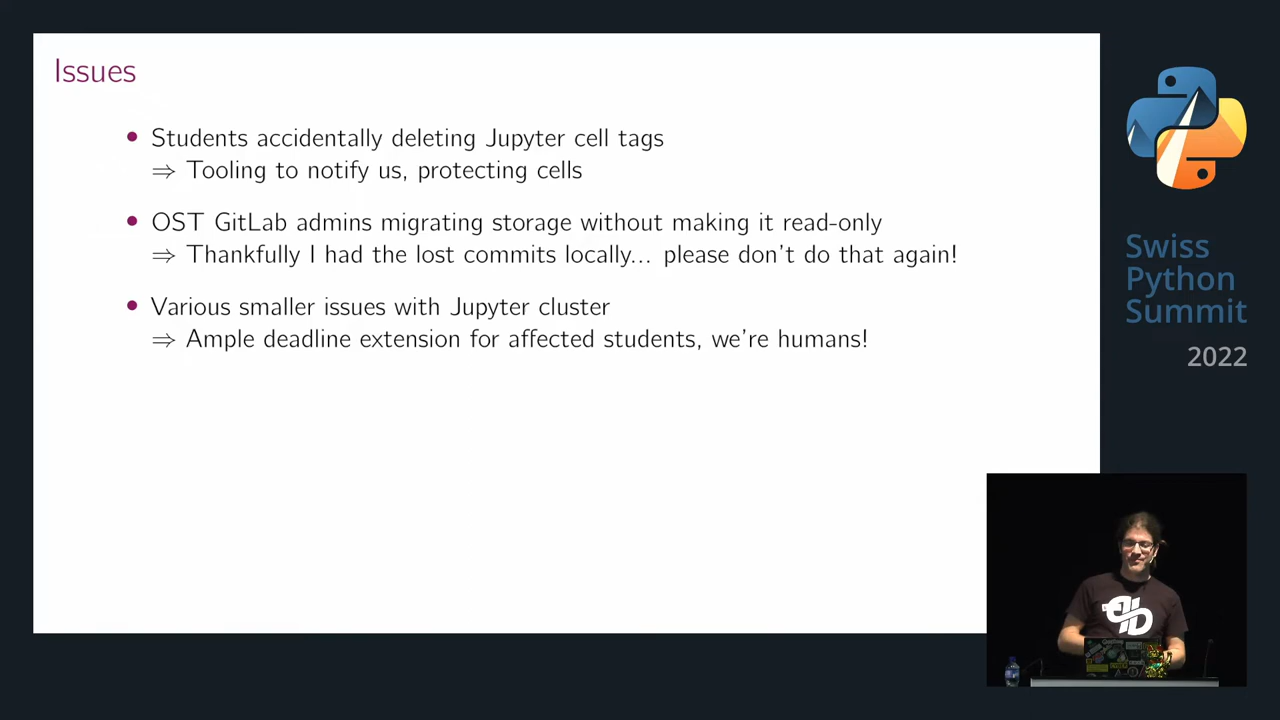 Issues
• Students accidentally deleting Jupyter cell tags
⇒ Tooling to notify us, protecting cells
• OST GitLab admins migrating storage without making it read-only
⇒ Thankfully I had the lost commits locally... please don't do that again!
• Various smaller issues with Jupyter cluster
⇒ Ample deadline extension for affected students, we're humans!
Swiss
Python
Summit
2022